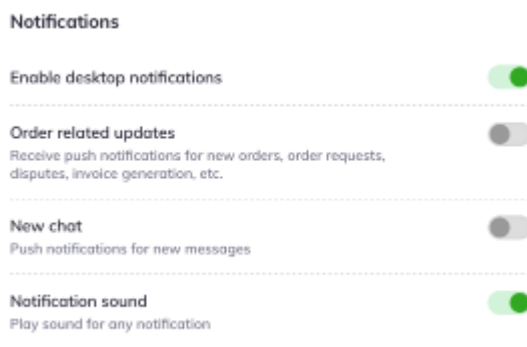 Notifications
Enable desktop notifications
Order related updates
Receive push notifications for new orders, order requests,
disputes, invoice generation, etc.
New chat
Push notifications for new messages
Notification sound
Play sound for any notification